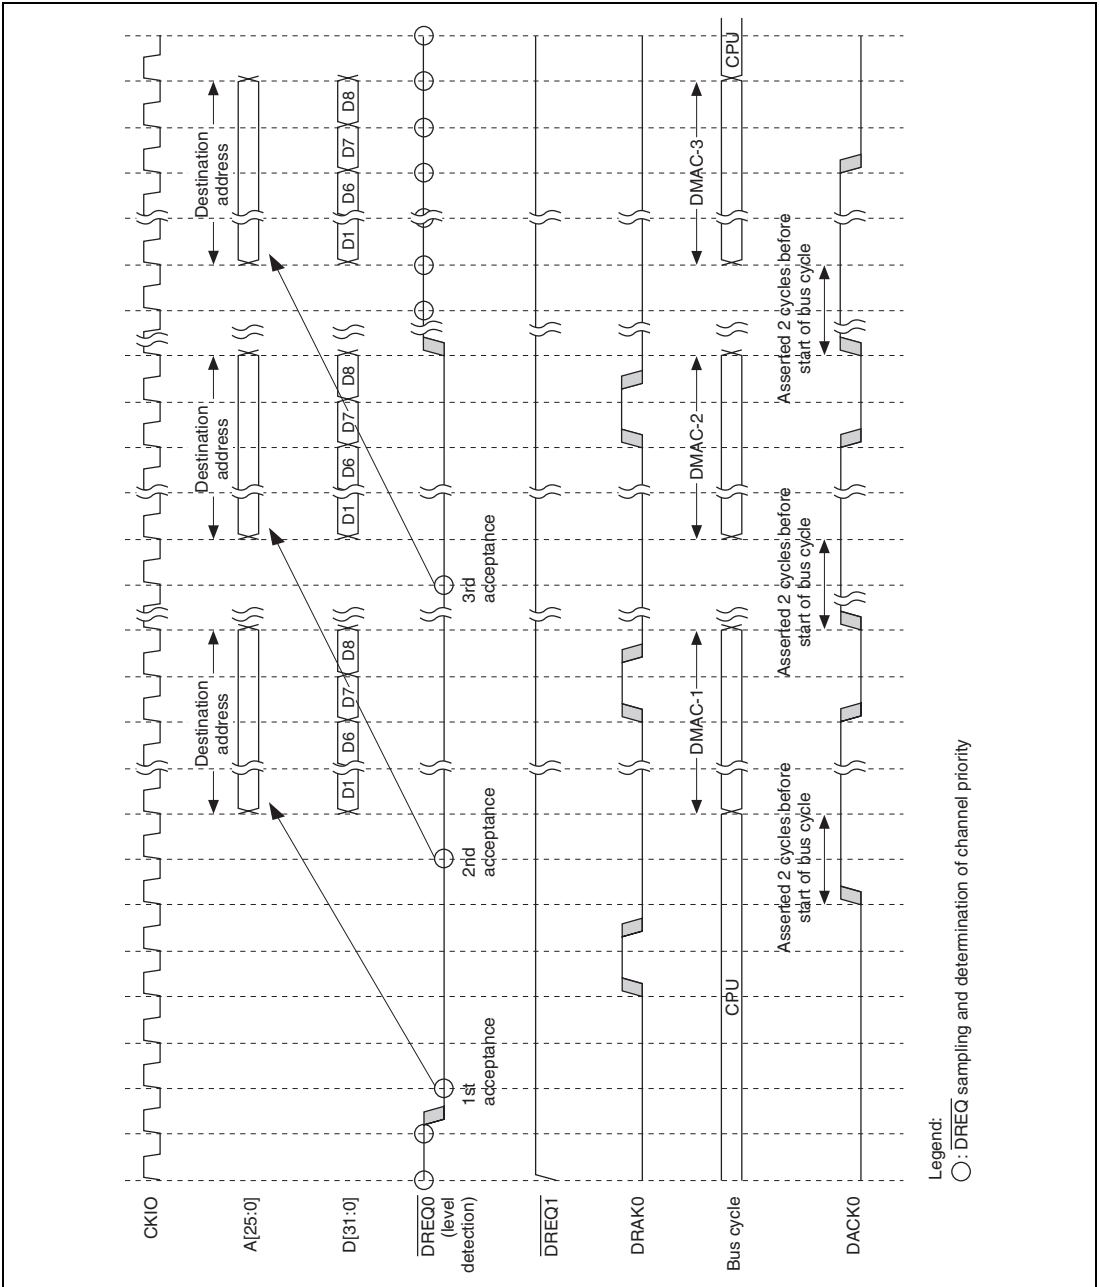 CKIO
A[25:0]
Destination
address
Destination
address
Destination
address
D[31:0]
D1 D6 D7 D8 D1 D6 D7 D8 D1 D6 D7 D8
DREQ0
(level
detection)
1st
acceptance
2nd
acceptance
3rd
acceptance
DREQ1
DRAK0
Bus cycle
CPU DMAC-1 DMAC-2 DMAC-3 CPU
Asserted 2 cycles before
start of bus cycle
Asserted 2 cycles before
start of bus cycle
Asserted 2 cycles before
start of bus cycle
DACK0
Legend:
: DREQ sampling and determination of channel priority